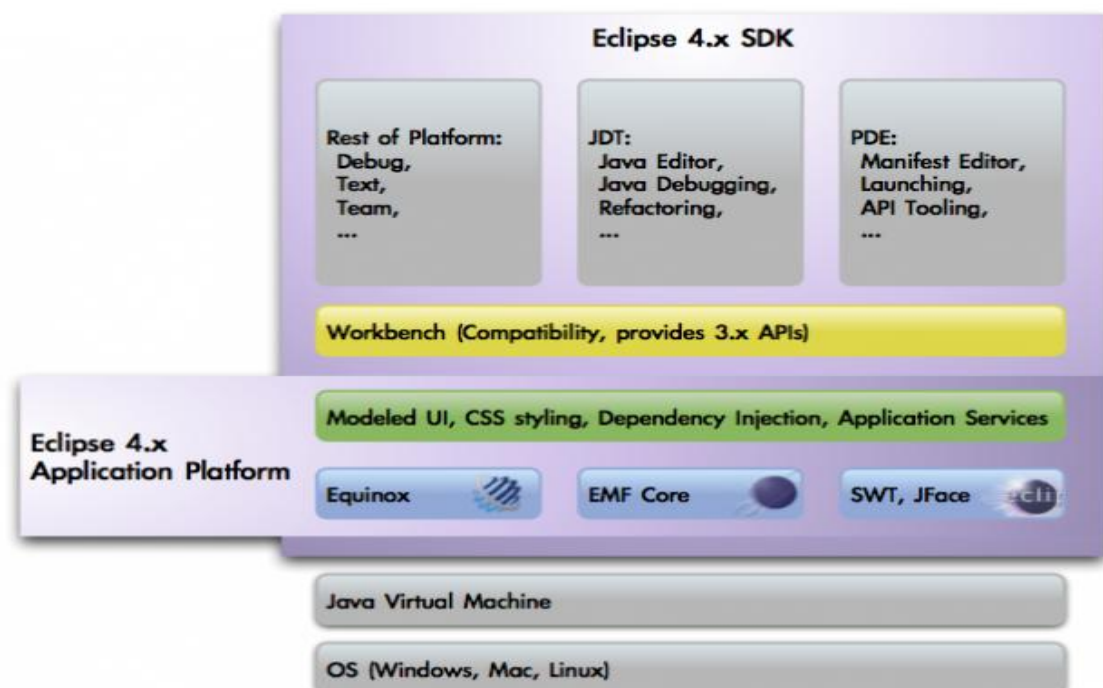 Eclipse 4.x SDK
Rest of Platform:
Debug,
Text,
Team,
...
JDT:
Java Editor,
Java Debugging,
Refactoring,
...
PDE:
Manifest Editor,
Launching,
API Tooling,
...
Workbench (Compatibility, provides 3.x APIs)
Eclipse 4.x
Application Platform
Modeled UI, CSS styling, Dependency Injection, Application Services
Equinox
EMF Core
SWT, JFace
Java Virtual Machine
OS (Windows, Mac, Linux)